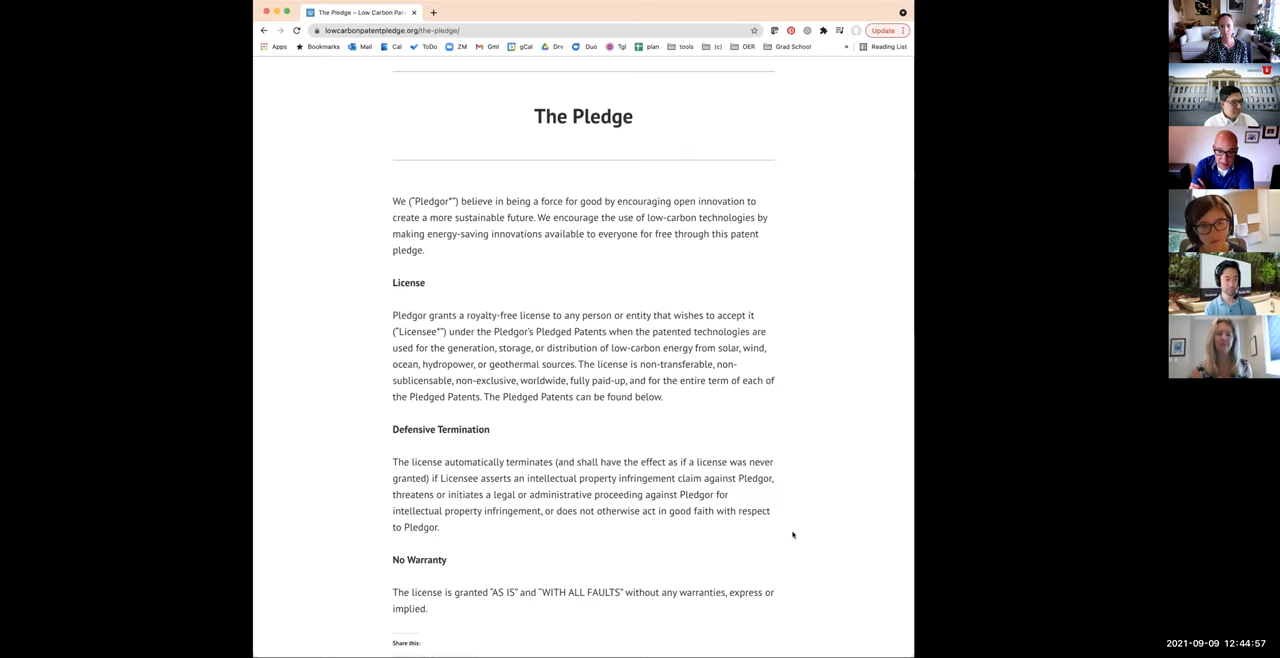 The Pledge – Low Carbon Pate
lowcarbonpatentpledge.org/the-pledge/
Update
Apps Bookmarks Mail Cal ToDo ZM Gml gCal Drv Duo Tgl plan tools (c) OER Grad School » Reading List
The Pledge
We (“Pledgor*”) believe in being a force for good by encouraging open innovation to
create a more sustainable future. We encourage the use of low-carbon technologies by
making energy-saving innovations available to everyone for free through this patent
pledge.
License
Pledgor grants a royalty-free license to any person or entity that wishes to accept it
(“Licensee*”) under the Pledgor’s Pledged Patents when the patented technologies are
used for the generation, storage, or distribution of low-carbon energy from solar, wind,
ocean, hydropower, or geothermal sources. The license is non-transferable, non-
sublicensable, non-exclusive, worldwide, fully paid-up, and for the entire term of each of
the Pledged Patents. The Pledged Patents can be found below.
Defensive Termination
The license automatically terminates (and shall have the effect as if a license was never
granted) if Licensee asserts an intellectual property infringement claim against Pledgor,
threatens or initiates a legal or administrative proceeding against Pledgor for
intellectual property infringement, or does not otherwise act in good faith with respect
to Pledgor.
No Warranty
The license is granted “AS IS” and “WITH ALL FAULTS” without any warranties, express or
implied.
Share this:
2021-09-09 12:44:57